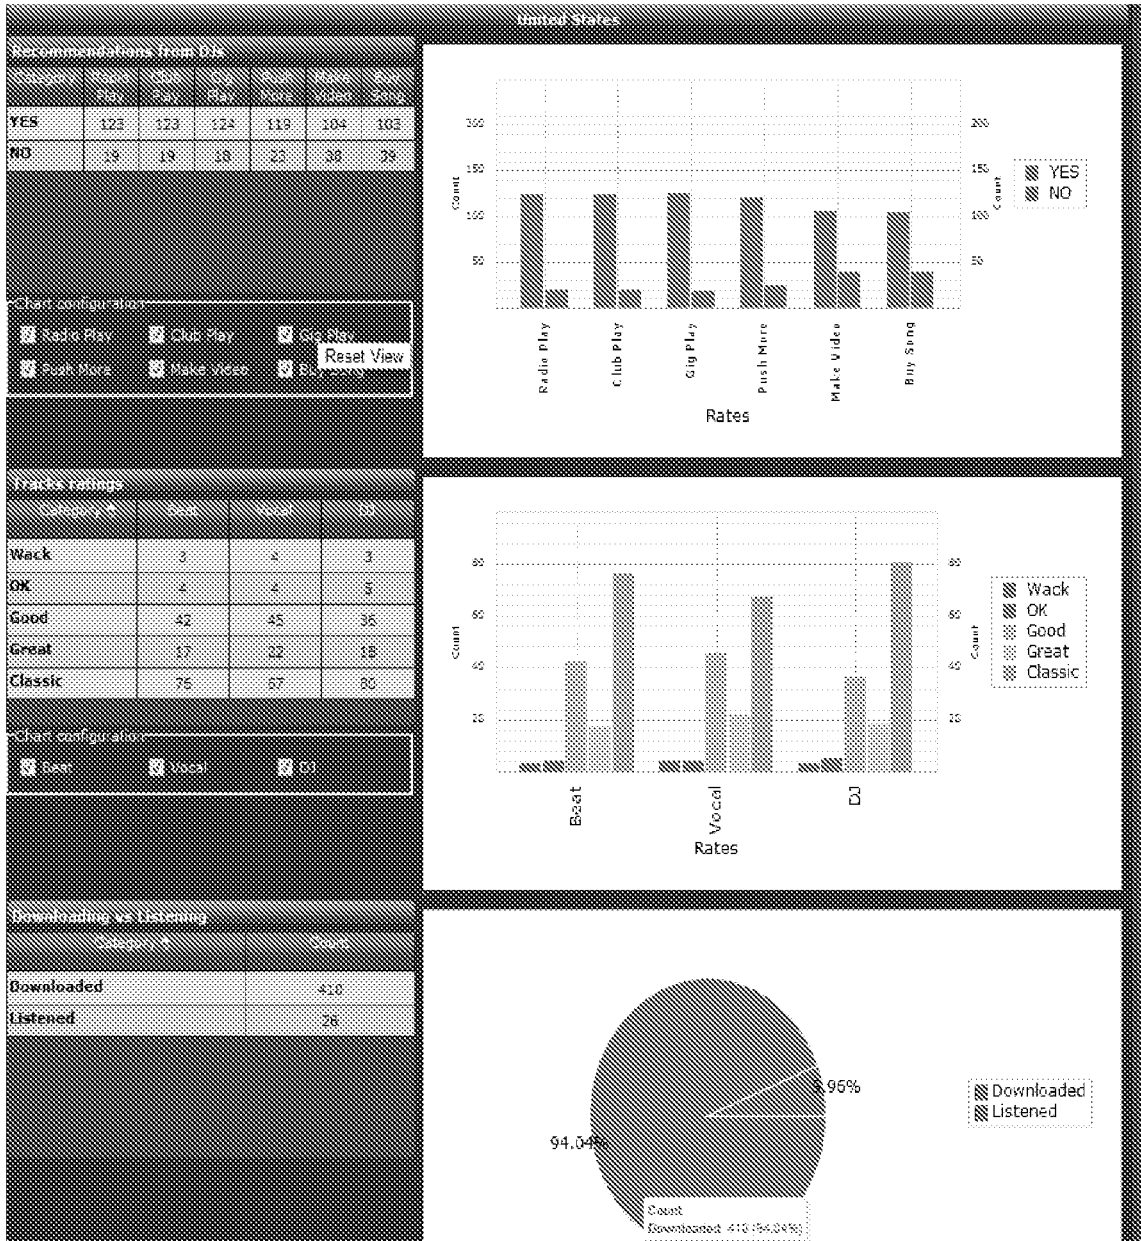 United States
Recommendations from DJs
Category Radio Play Club Play Gig Play Push More Make Video Buy Song
YES 123 123 124 119 104 103
NO 19 19 18 23 38 39
Chart configuration
Radio Play Club Play Gig Play
Push More Make Video
Reset View
200 200
150 150
100 100
50 50
Count Count
Radio Play
Club Play
Gig Play
Push More
Make Video
Buy Song
Rates
YES
NO
Tracks ratings
Category Beat Vocal DJ
Wack 3 4 3
OK 4 4 5
Good 42 45 36
Great 17 22 18
Classic 76 67 80
Chart configuration
Beat Vocal DJ
80 80
60 60
40 40
20 20
Count Count
Beat
Vocal
DJ
Rates
Wack
OK
Good
Great
Classic
Downloading vs Listening
Category Count
Downloaded 410
Listened 26
5.96%
94.04%
Count
Downloaded: 410 (94.04%)
Downloaded
Listened